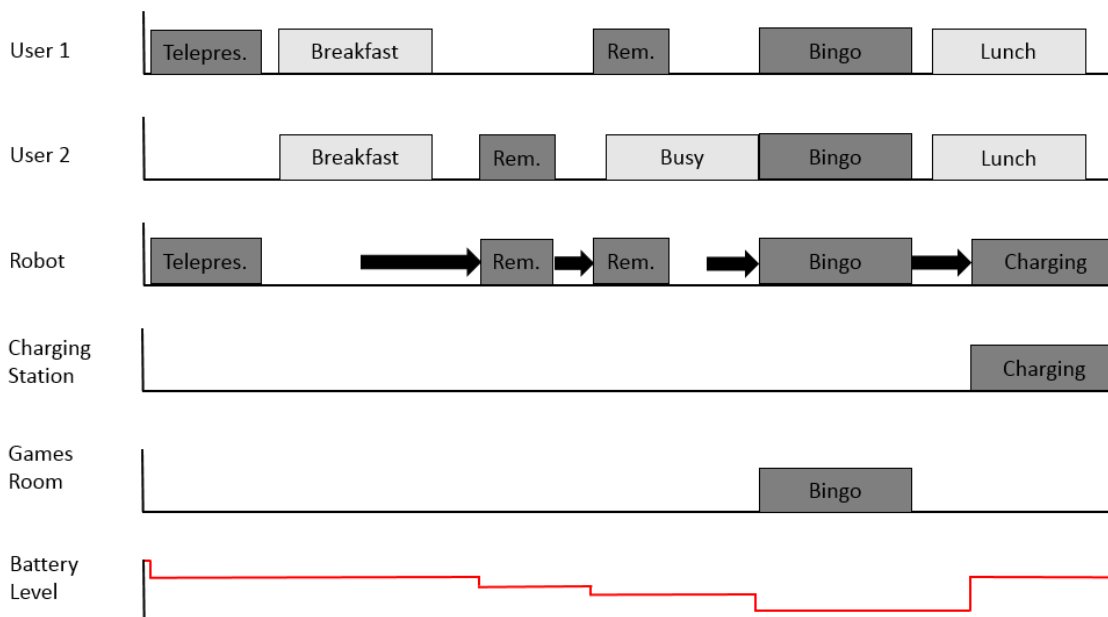 User 1
Telepres.
Breakfast
Rem.
Bingo
Lunch
User 2
Breakfast
Rem.
Busy
Bingo
Lunch
Robot
Telepres.
Rem.
Rem.
Bingo
Charging
Charging
Station
Charging
Games
Room
Bingo
Battery
Level